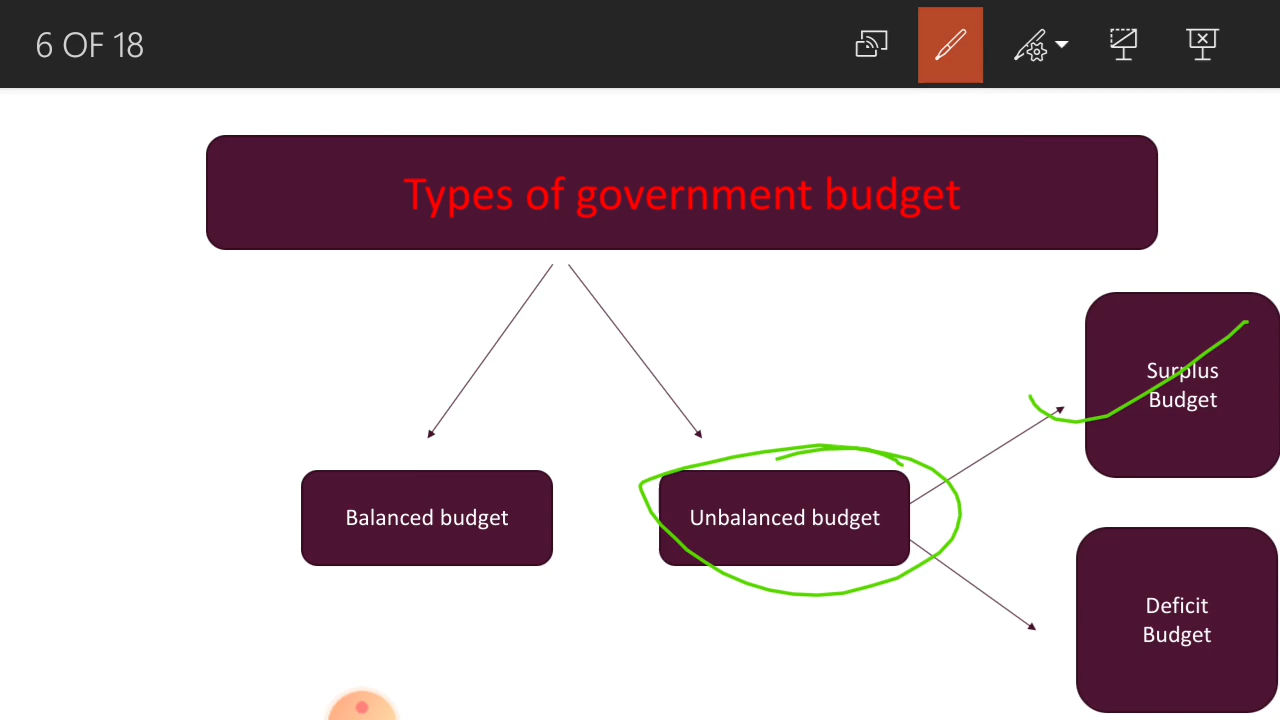 6 OF 18
Types of government budget
Surplus
Budget
Balanced budget
Unbalanced budget
Deficit
Budget